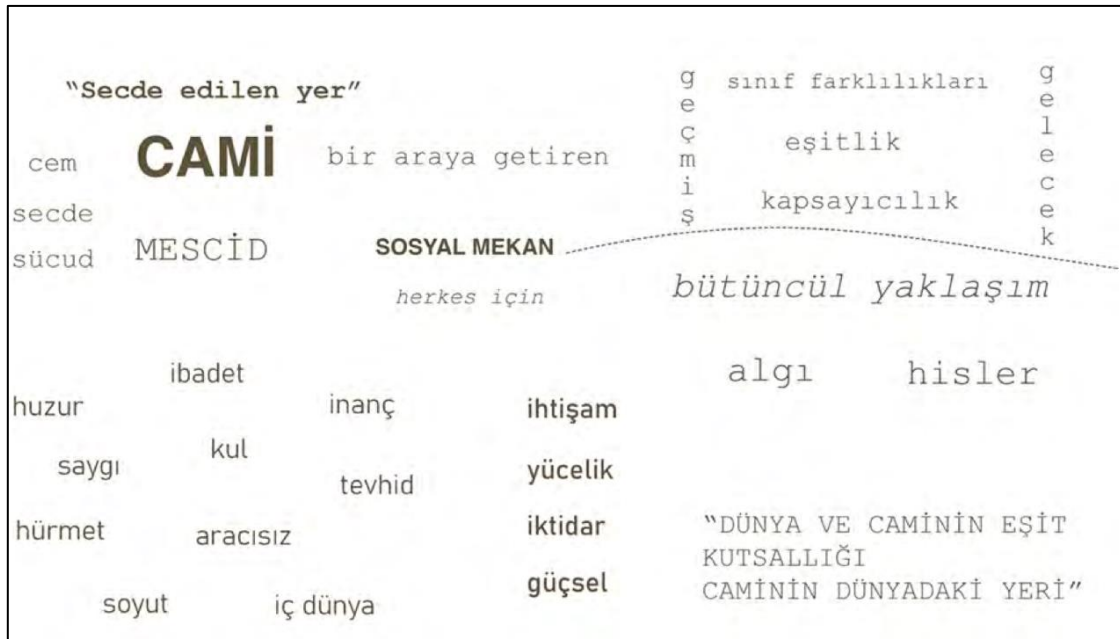 "Secde edilen yer"
CAMİ
cem
bir araya getiren
secde
sücud
MESCİD
SOSYAL MEKAN
herkes için
geçmiş
sınıf farklılıkları
eşitlik
kapsayıcılık
gelecek
bütüncül yaklaşım
algı
hisler
ibadet
huzur
inanç
kul
saygı
tevhid
hürmet
aracısız
soyut
iç dünya
ihtişam
yücelik
iktidar
güçsel
"DÜNYA VE CAMİNİN EŞİT
KUTSALLIĞI
CAMİNİN DÜNYADAKİ YERİ"